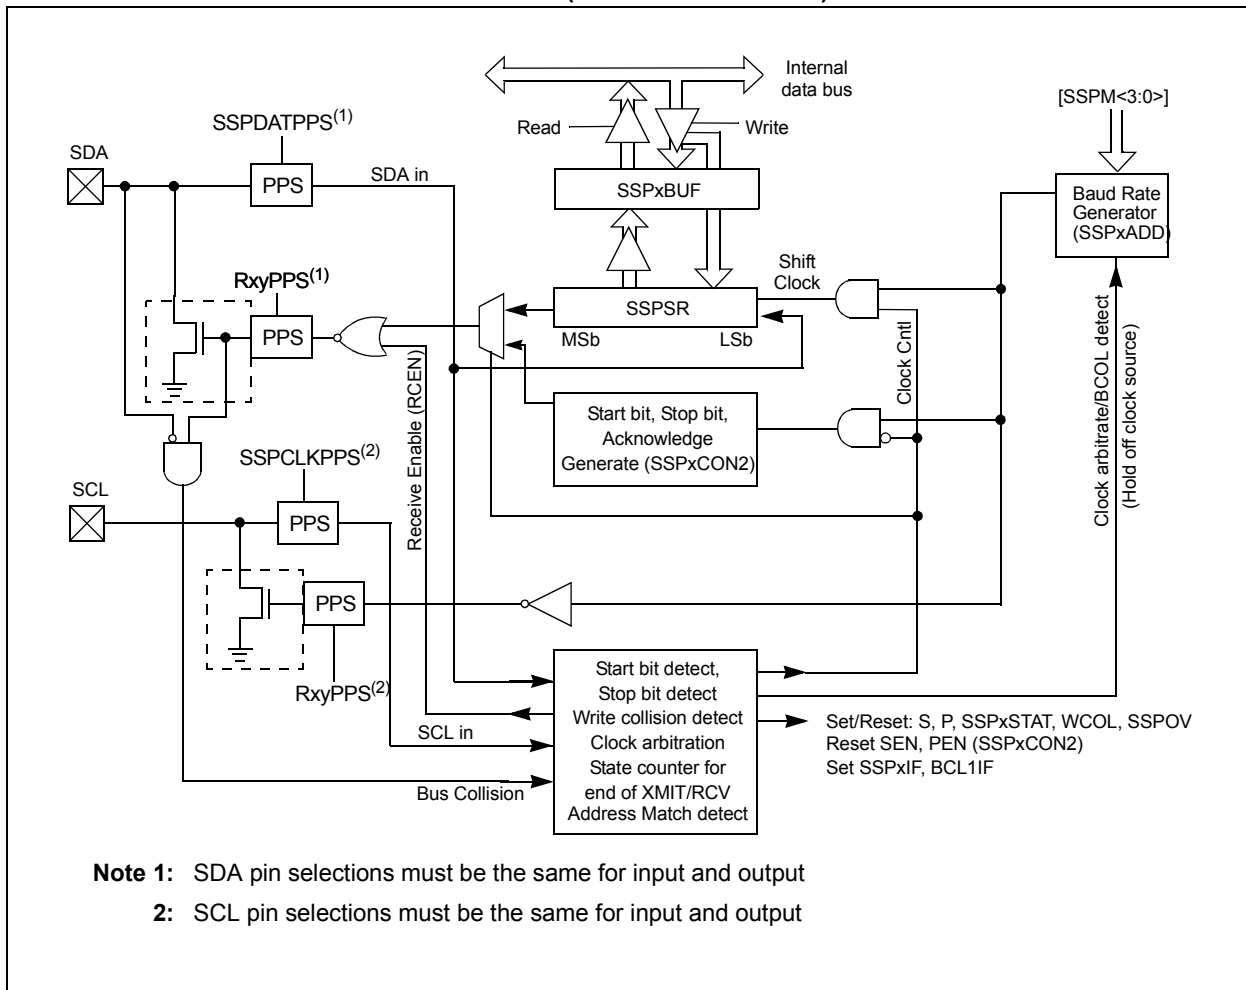 Internal
data bus
[SSPM<3:0>]
Read
Write
SSPDATPPS(1)
SDA
PPS
SDA in
SSPxBUF
Baud Rate
Generator
(SSPxADD)
Shift
Clock
RxyPPS(1)
PPS
SSPSR
MSb
LSb
Clock Cntl
Clock arbitrate/BCOL detect
(Hold off clock source)
Receive Enable (RCEN)
Start bit, Stop bit,
Acknowledge
Generate (SSPxCON2)
SSPCLKPPS(2)
SCL
PPS
PPS
RxyPPS(2)
SCL in
Bus Collision
Start bit detect,
Stop bit detect
Write collision detect
Clock arbitration
State counter for
end of XMIT/RCV
Address Match detect
Set/Reset: S, P, SSPxSTAT, WCOL, SSPOV
Reset SEN, PEN (SSPxCON2)
Set SSPxIF, BCL1IF
Note 1: SDA pin selections must be the same for input and output
2: SCL pin selections must be the same for input and output